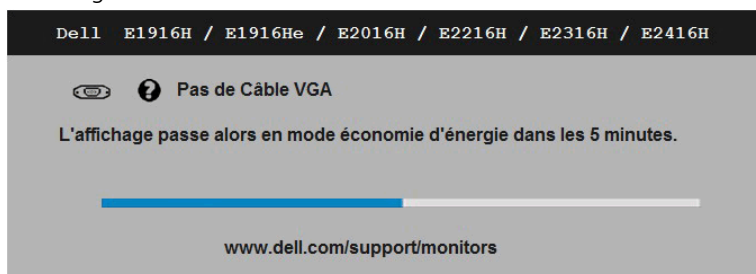 Dell E1916H / E1916He / E2016H / E2216H / E2316H / E2416H
Pas de Câble VGA
L'affichage passe alors en mode économie d'énergie dans les 5 minutes.
www.dell.com/support/monitors